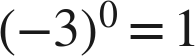 (−3)⁰ = 1